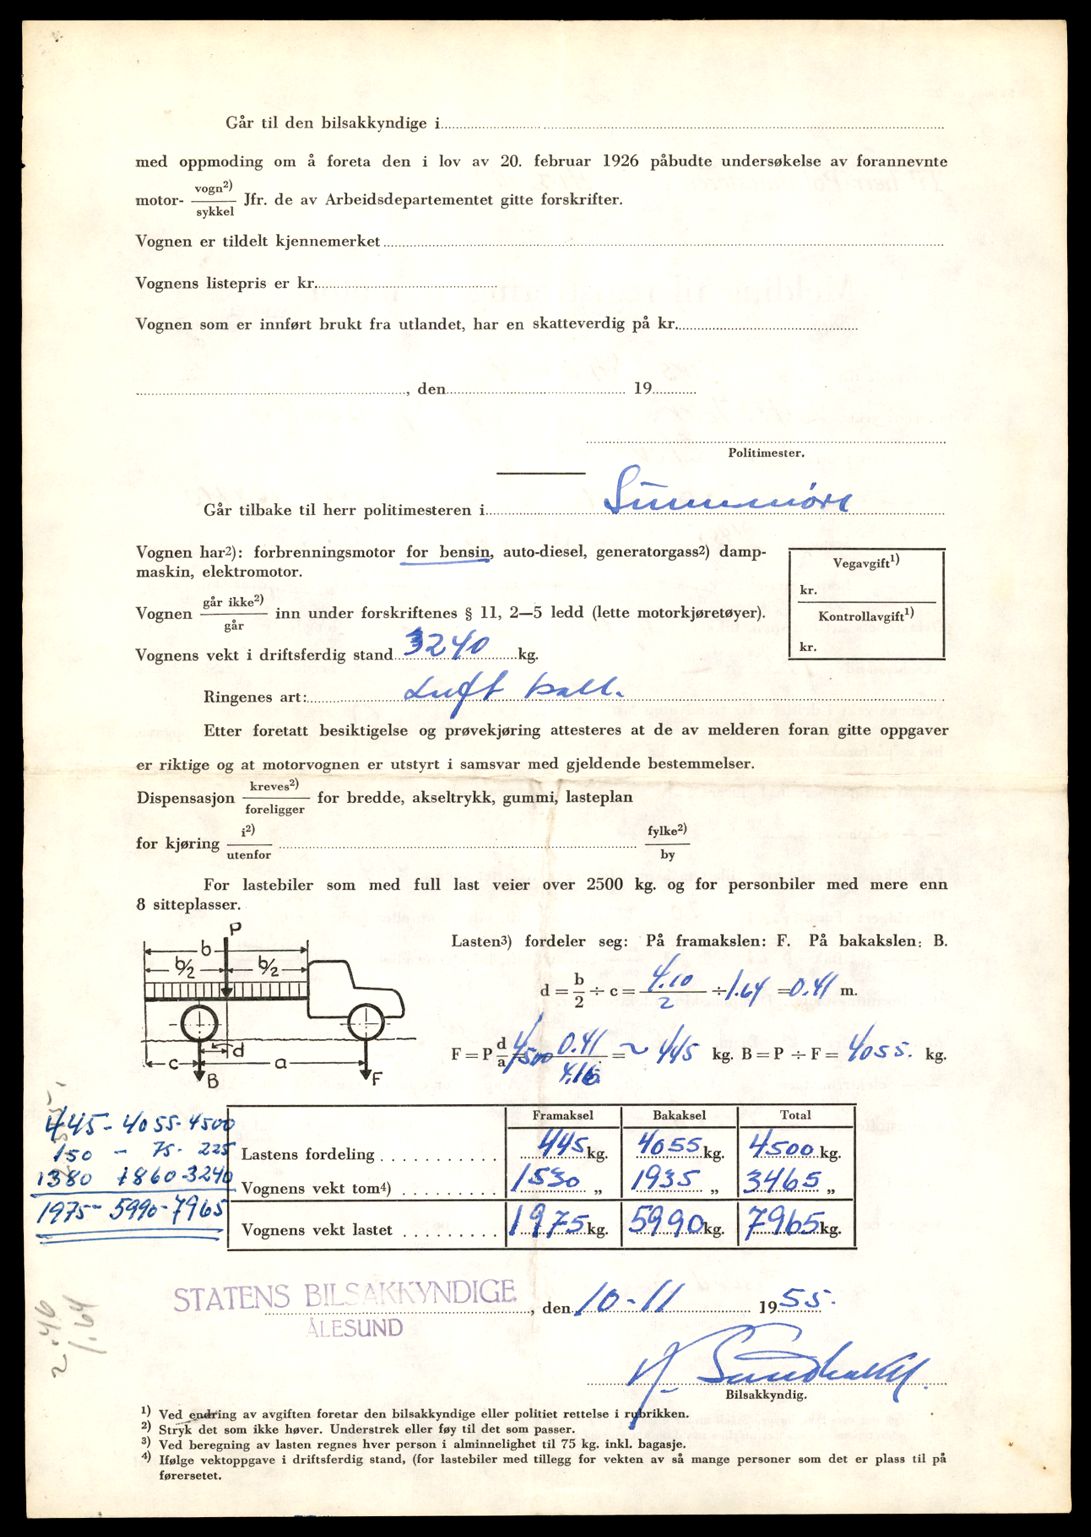 Går til den bilsakkyndige i
med oppmoding om å foreta den i lov av 20. februar 1926 påbudte undersøkelse av forannevnte
motor- vogn2) / sykkel Jfr. de av Arbeidsdepartementet gitte forskrifter.
Vognen er tildelt kjennemerket
Vognens listepris er kr.
Vognen som er innført brukt fra utlandet, har en skatteverdig på kr.
, den 19
Politimester.
Går tilbake til herr politimesteren i Sunnmøre
Vognen har2): forbrenningsmotor for bensin, auto-diesel, generatorgass2) damp-
maskin, elektromotor.
Vegavgift1)
kr.
Kontrollavgift1)
kr.
Vognen går ikke2) / går inn under forskriftenes § 11, 2—5 ledd (lette motorkjøretøyer).
Vognens vekt i driftsferdig stand 3240 kg.
Ringenes art: Luft ball.
Etter foretatt besiktigelse og prøvekjøring attesteres at de av melderen foran gitte oppgaver
er riktige og at motorvognen er utstyrt i samsvar med gjeldende bestemmelser.
Dispensasjon kreves2) / foreligger for bredde, akseltrykk, gummi, lasteplan
for kjøring i2) / utenfor fylke2) / by
For lastebiler som med full last veier over 2500 kg. og for personbiler med mere enn
8 sitteplasser.
P
b
b/2 b/2
c d a
B F
Lasten3) fordeler seg: På framakslen: F. På bakakslen: B.
d = b/2 ÷ c = 4.10/2 ÷ 1.64 = 0.41 m.
F = P d/a = 4500 0.41/4.16 = ~ 445 kg. B = P ÷ F = 4055. kg.
445 - 4055 - 4500
150 - 75 - 225
1380 1860 - 3240
1975 - 5990 - 7965
Framaksel Bakaksel Total
Lastens fordeling 445 kg. 4055 kg. 4500 kg.
Vognens vekt tom4) 1530 „ 1935 „ 3465 „
Vognens vekt lastet 1975 kg. 5990 kg. 7965 kg.
STATENS BILSAKKYNDIGE
ÅLESUND
, den 10-11 1955.
Bilsakkyndig.
1) Ved endring av avgiften foretar den bilsakkyndige eller politiet rettelse i rubrikken.
2) Stryk det som ikke høver. Understrek eller føy til det som passer.
3) Ved beregning av lasten regnes hver person i alminnelighet til 75 kg. inkl. bagasje.
4) Ifølge vektoppgave i driftsferdig stand, (for lastebiler med tillegg for vekten av så mange personer som det er plass til på
førersetet.